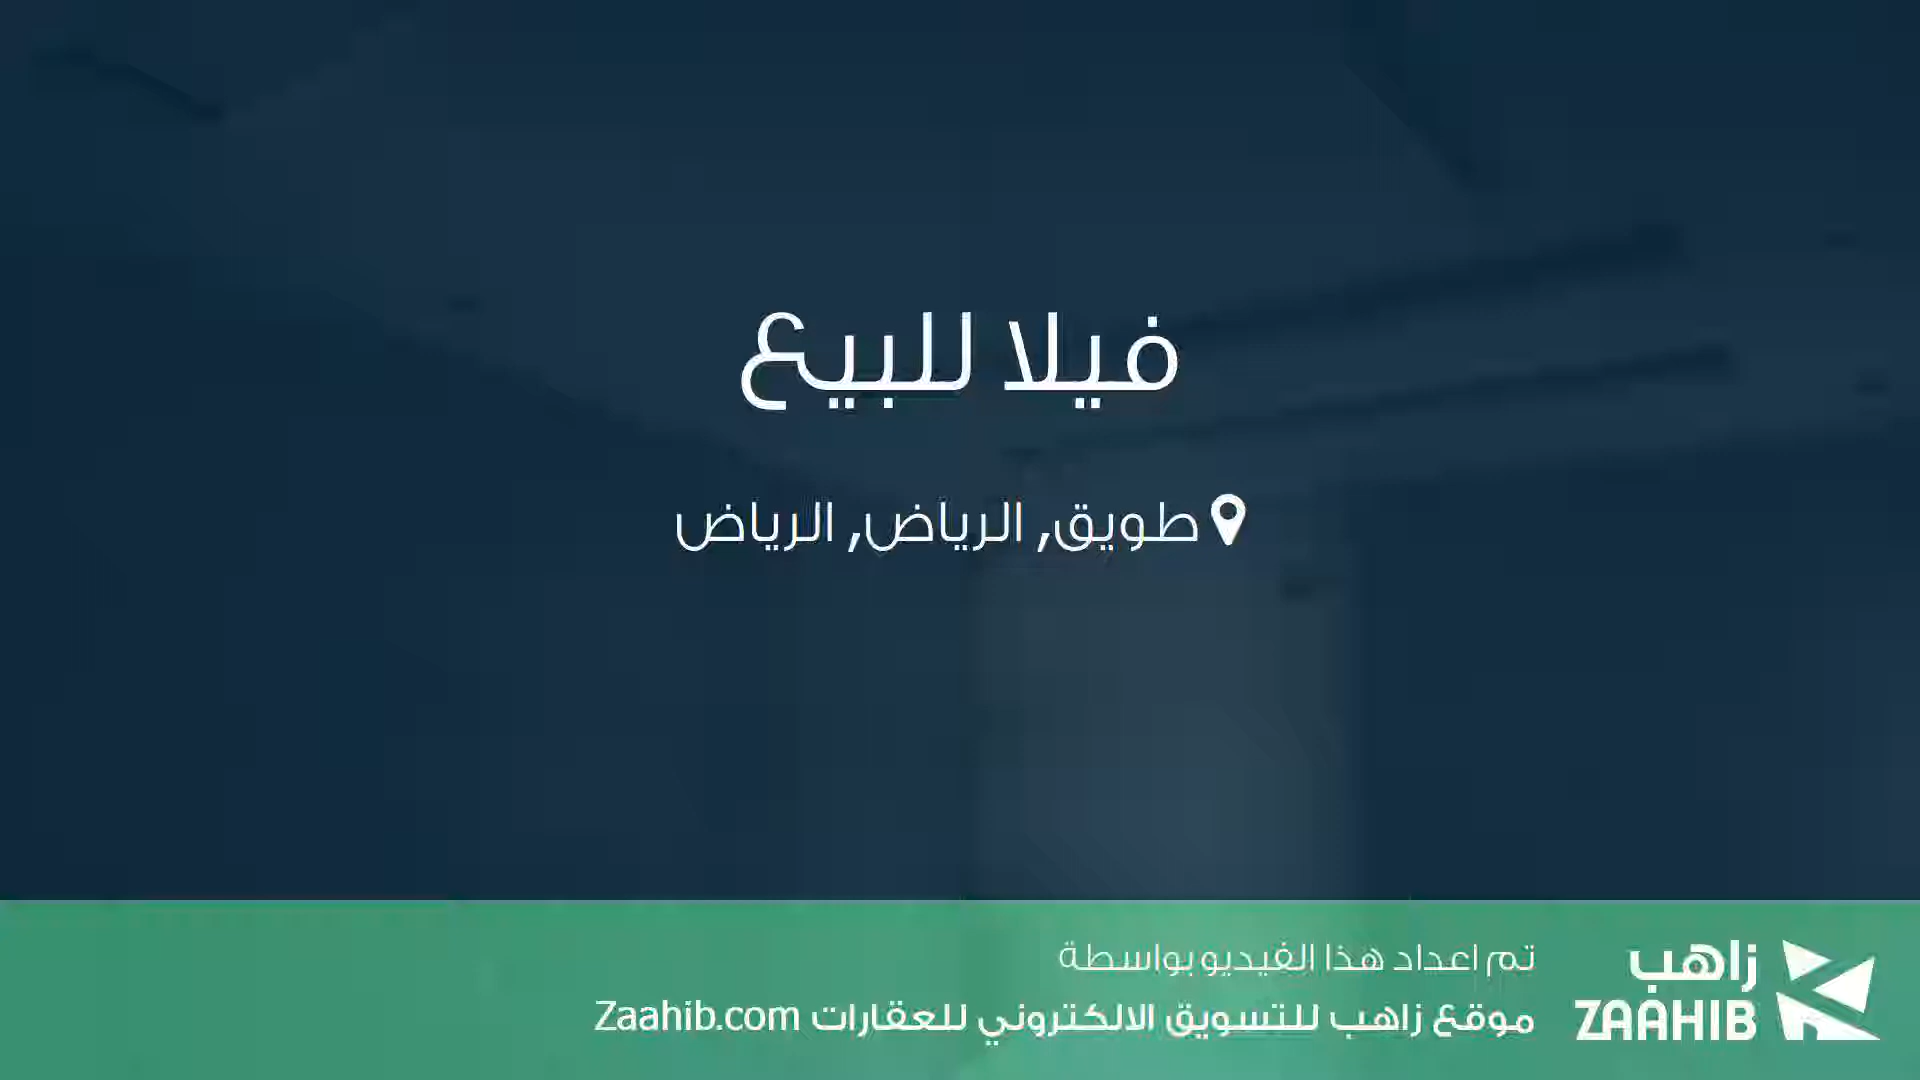 فيلا للبيع
طويق, الرياض, الرياض
تم اعداد هذا الفيديو بواسطة
موقع زاهب للتسويق الالكتروني للعقارات Zaahib.com
زاهب
ZAAHIB